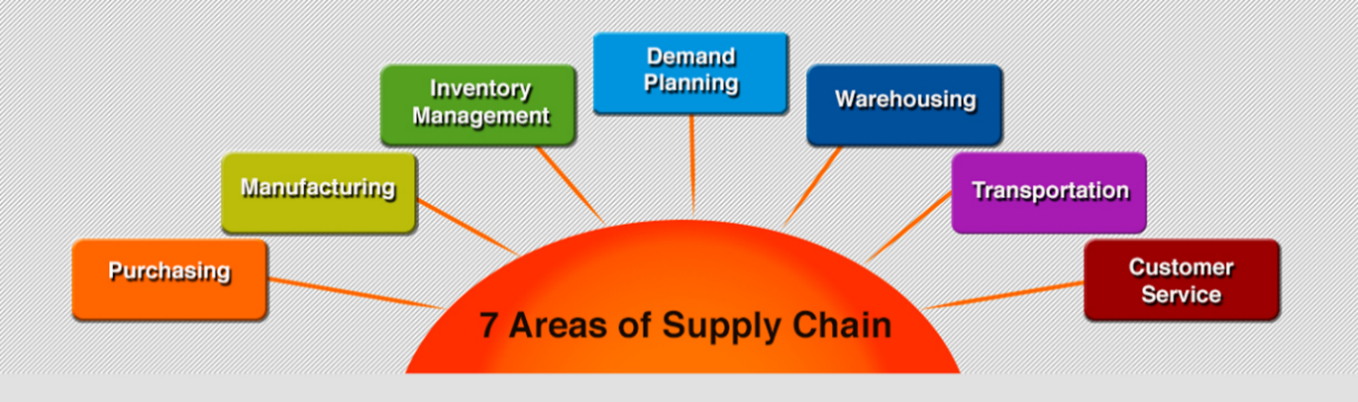 Demand
Planning
Inventory
Management
Warehousing
Manufacturing
Transportation
Purchasing
Customer
Service
7 Areas of Supply Chain